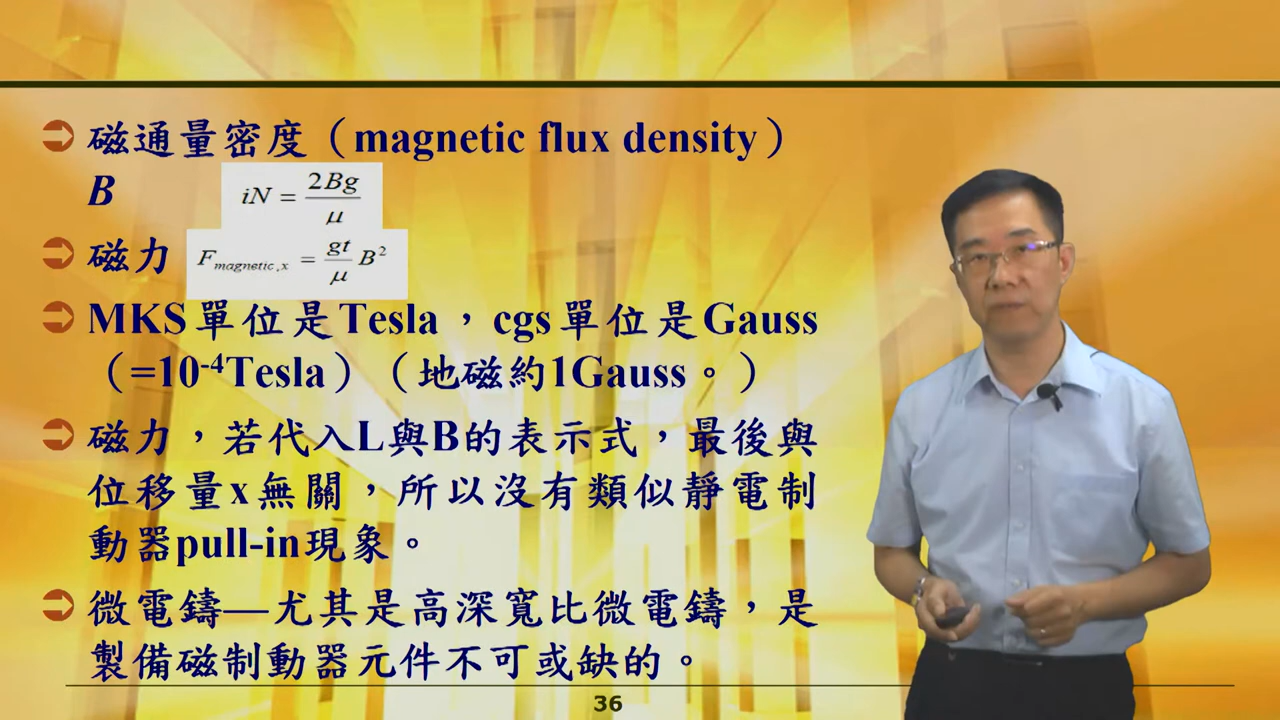 磁通量密度（magnetic flux density）
B
iN = 2Bg/μ
磁力 F magnetic,x = gt/μ B²
MKS單位是Tesla，cgs單位是Gauss
（=10⁻⁴Tesla）（地磁約1Gauss。）
磁力，若代入L與B的表示式，最後與
位移量x無關，所以沒有類似靜電制
動器pull-in現象。
微電鑄—尤其是高深寬比微電鑄，是
製備磁制動器元件不可或缺的。
36